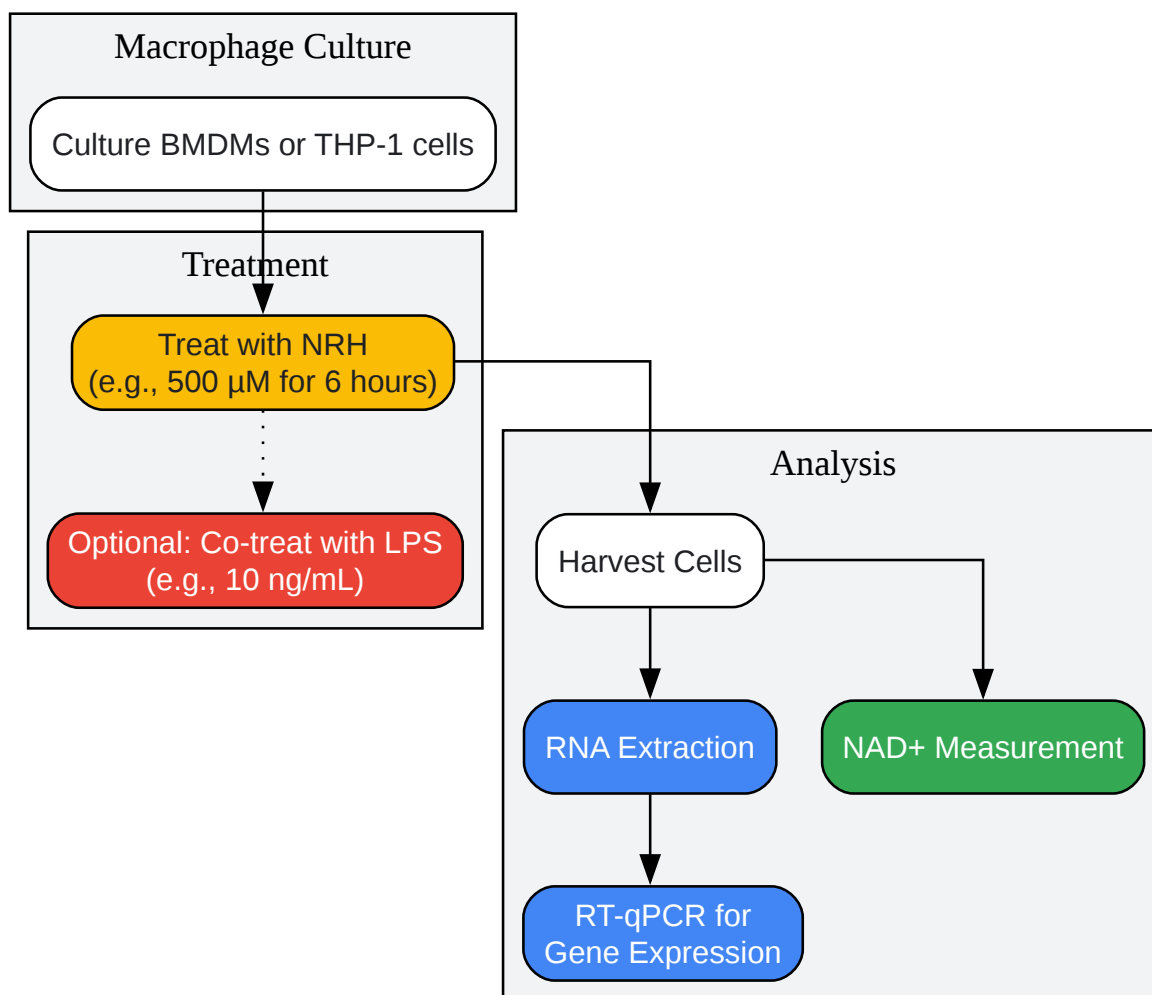 Macrophage Culture
Culture BMDMs or THP-1 cells
Treatment
Treat with NRH
(e.g., 500 µM for 6 hours)
Optional: Co-treat with LPS
(e.g., 10 ng/mL)
Analysis
Harvest Cells
RNA Extraction
NAD+ Measurement
RT-qPCR for
Gene Expression